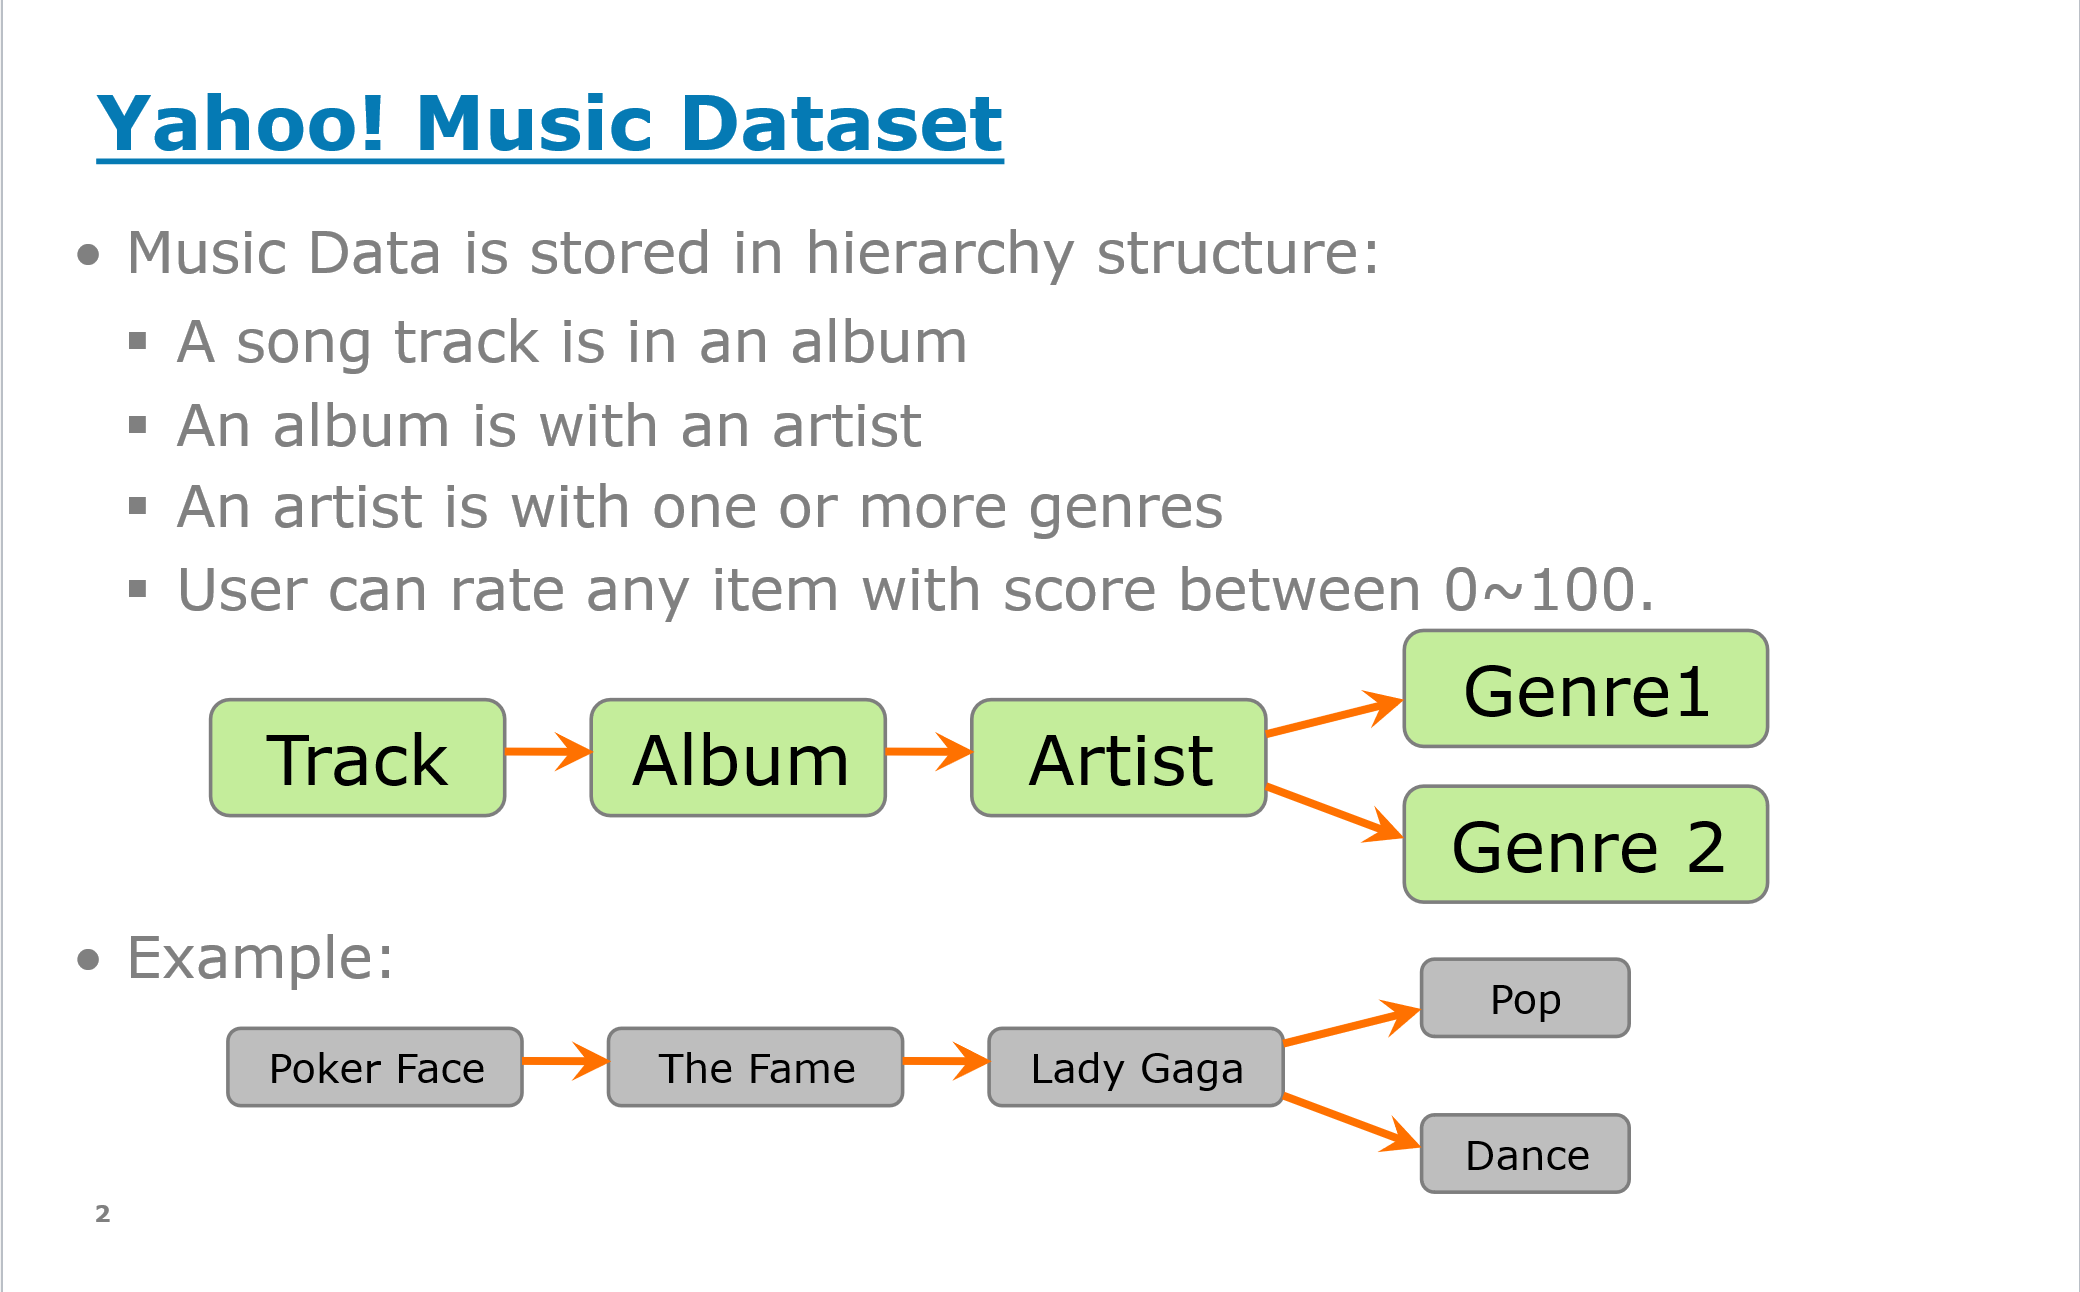 Yahoo! Music Dataset
• Music Data is stored in hierarchy structure:
▪ A song track is in an album
▪ An album is with an artist
▪ An artist is with one or more genres
▪ User can rate any item with score between 0~100.
Genre1
Track Album Artist
Genre 2
• Example:
Pop
Poker Face The Fame Lady Gaga
Dance
2